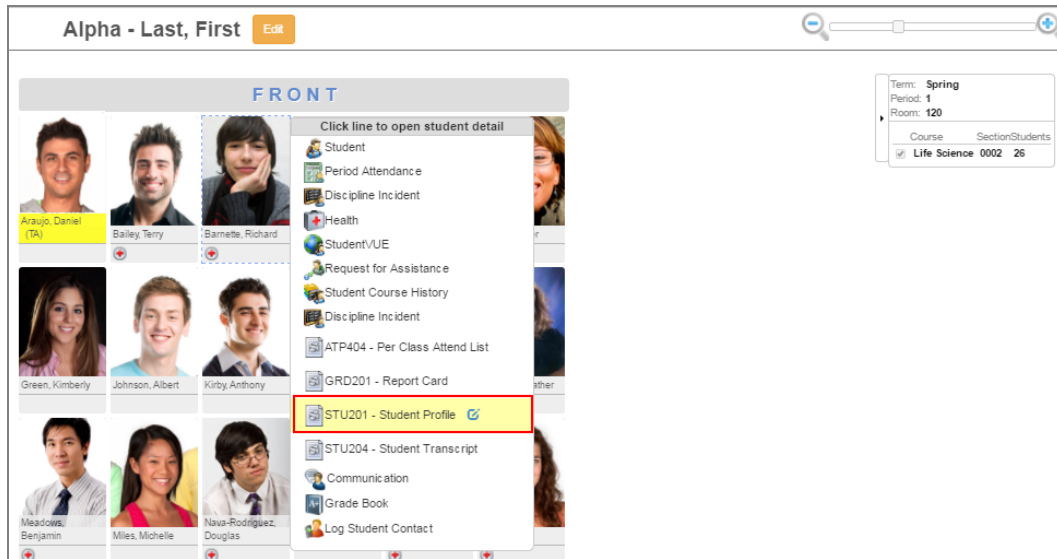 Alpha - Last, First Edit
FRONT
Term: Spring
Period: 1
Room: 120
Course Section Students
Life Science 0002 26
Araujo, Daniel
(TA)
Bailey, Terry
Barnette, Richard
Click line to open student detail
Student
Period Attendance
Discipline Incident
Health
StudentVUE
Request for Assistance
Student Course History
Discipline Incident
ATP404 - Per Class Attend List
GRD201 - Report Card
STU201 - Student Profile
STU204 - Student Transcript
Communication
Grade Book
Log Student Contact
Green, Kimberly
Johnson, Albert
Kirby, Anthony
Meadows,
Benjamin
Miles, Michelle
Nava-Rodriguez,
Douglas